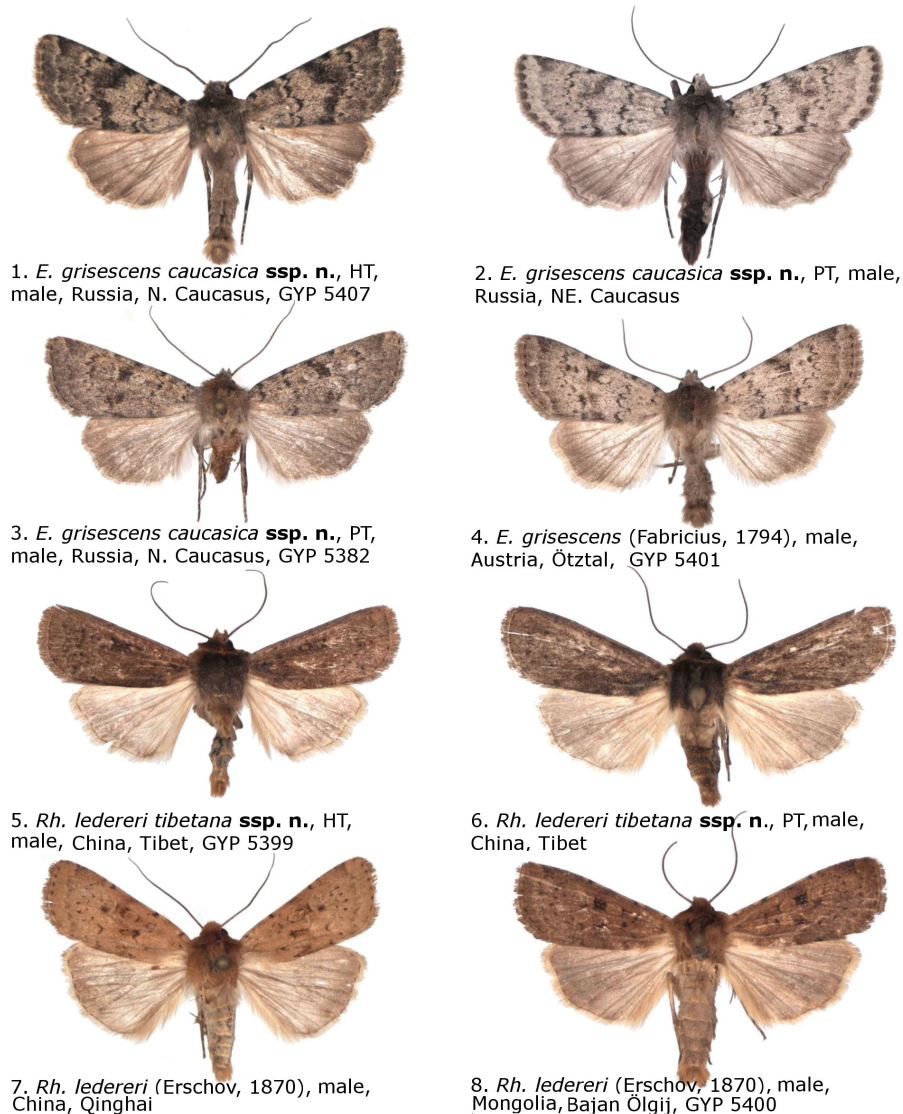 1. E. grisescens caucasica ssp. n., HT,
male, Russia, N. Caucasus, GYP 5407
2. E. grisescens caucasica ssp. n., PT, male,
Russia, NE. Caucasus
3. E. grisescens caucasica ssp. n., PT,
male, Russia, N. Caucasus, GYP 5382
4. E. grisescens (Fabricius, 1794), male,
Austria, Ötztal, GYP 5401
5. Rh. ledereri tibetana ssp. n., HT,
male, China, Tibet, GYP 5399
6. Rh. ledereri tibetana ssp. n., PT, male,
China, Tibet
7. Rh. ledereri (Erschov, 1870), male,
China, Qinghai
8. Rh. ledereri (Erschov, 1870), male,
Mongolia, Bajan Ölgij, GYP 5400